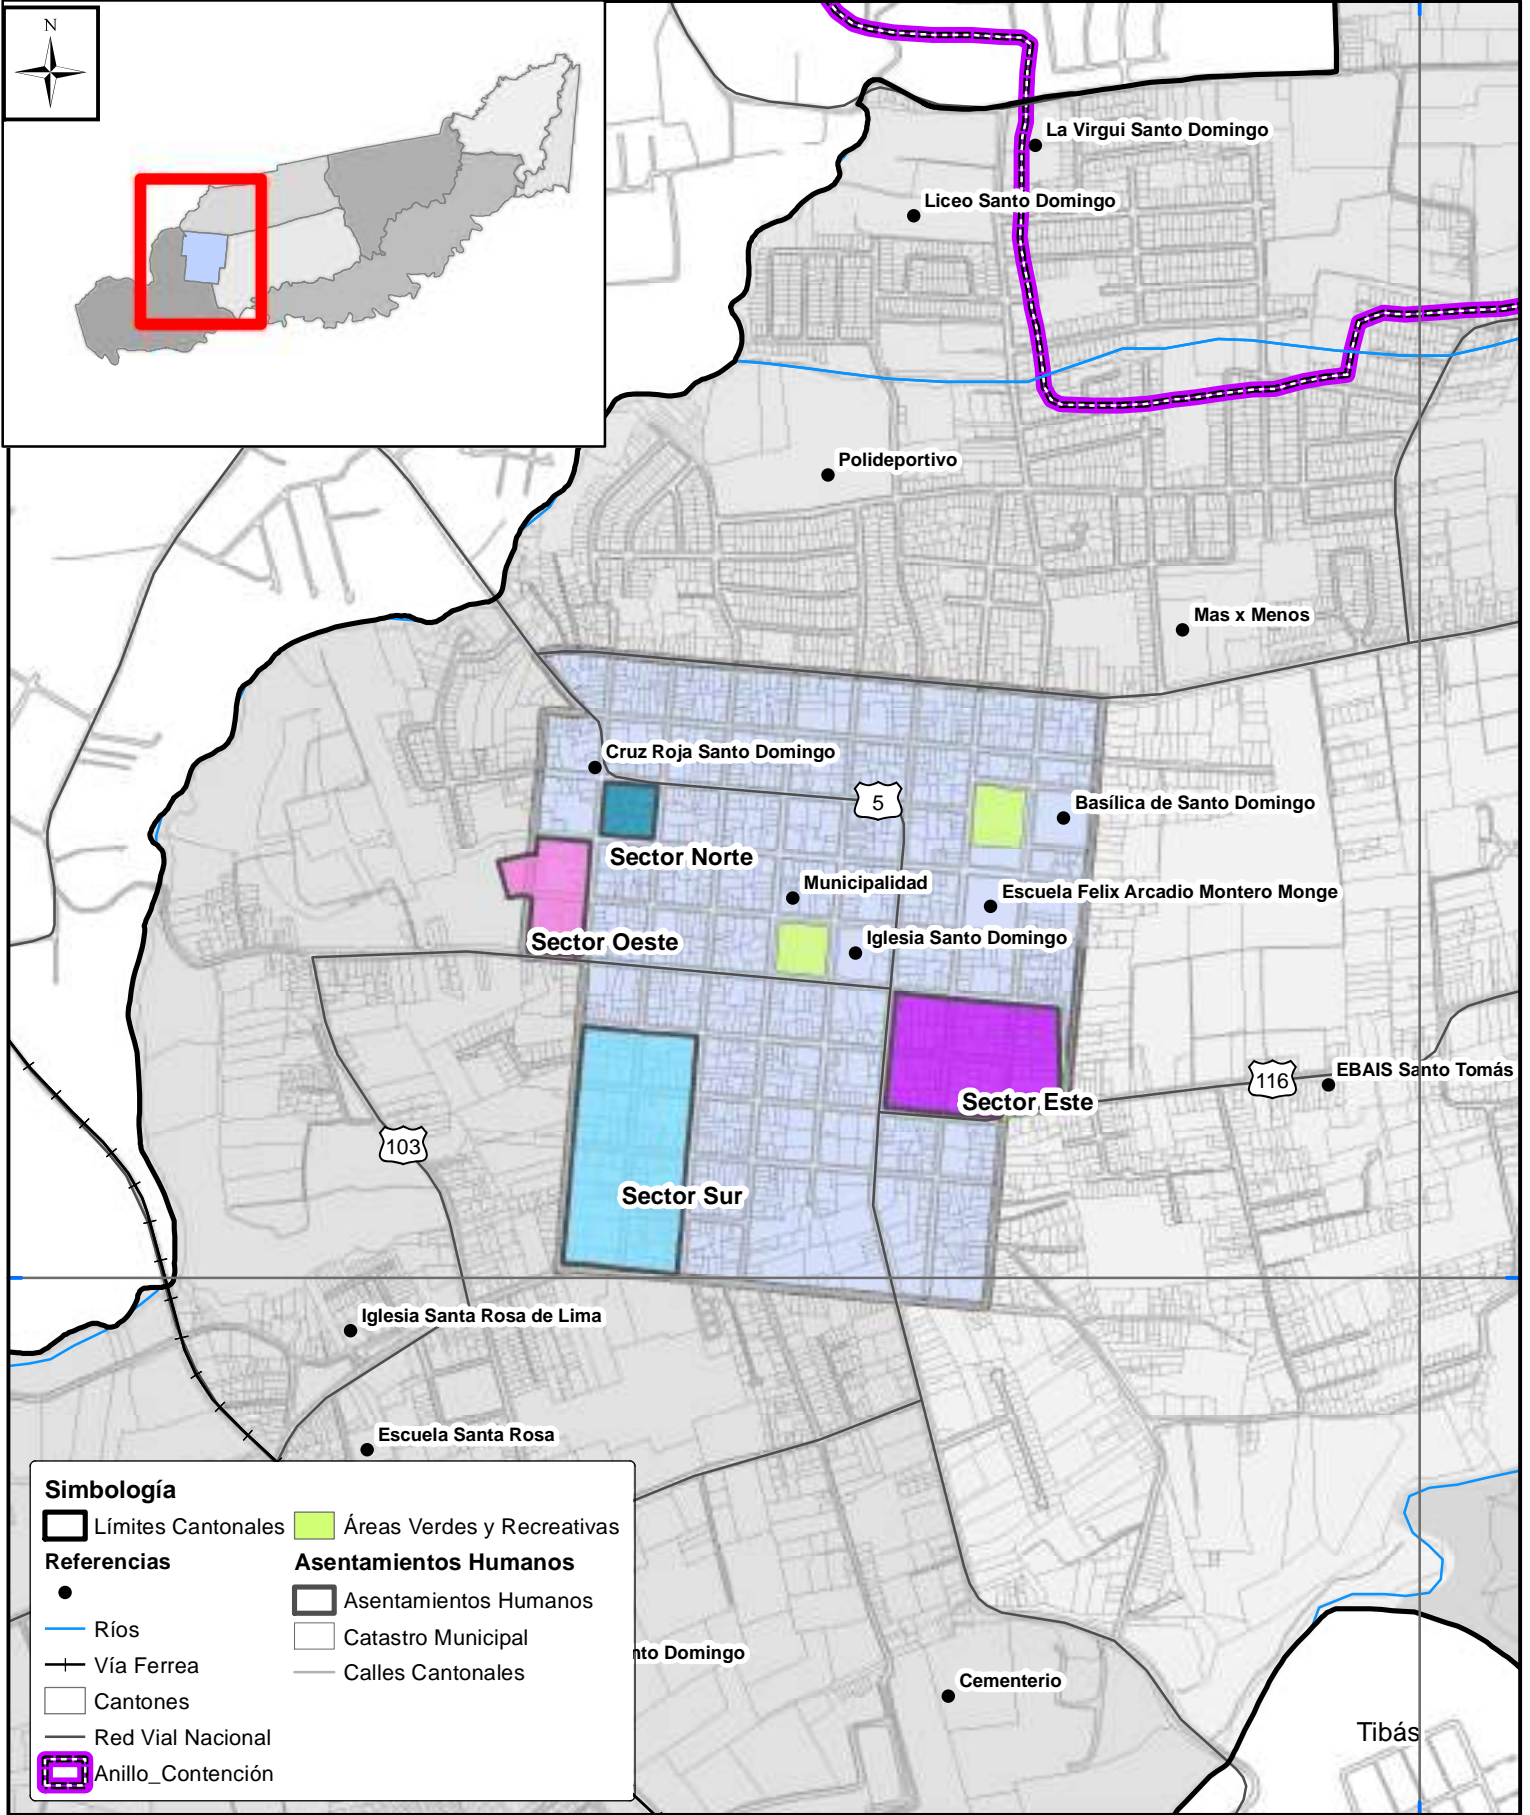 N
La Virgui Santo Domingo
Liceo Santo Domingo
Polideportivo
Mas x Menos
Cruz Roja Santo Domingo
5
Basílica de Santo Domingo
Sector Norte
Municipalidad
Escuela Felix Arcadio Montero Monge
Sector Oeste
Iglesia Santo Domingo
EBAIS Santo Tomás
116
Sector Este
103
Sector Sur
Iglesia Santa Rosa de Lima
Escuela Santa Rosa
Simbología
Límites Cantonales
Referencias
Ríos
Vía Ferrea
Cantones
Red Vial Nacional
Anillo_Contención
Áreas Verdes y Recreativas
Asentamientos Humanos
Asentamientos Humanos
Catastro Municipal
Calles Cantonales
nto Domingo
Cementerio
Tibás